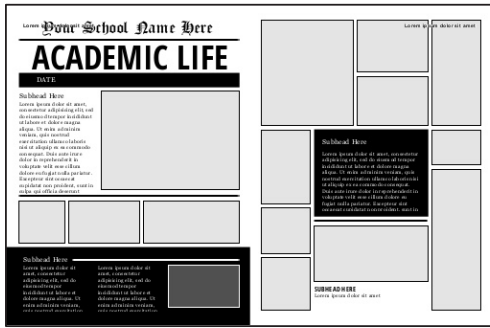 Lorem ipsum dolor sit amet
Your School Name Here
ACADEMIC LIFE
DATE
Subhead Here
Lorem ipsum dolor sit amet,
consectetur adipisicing elit, sed
do eiusmod tempor incididunt
ut labore et dolore magna
aliqua. Ut enim ad minim
veniam, quis nostrud
exercitation ullamco laboris
nisi ut aliquip ex ea commodo
consequat. Duis aute irure
dolor in reprehenderit in
voluptate velit esse cillum
dolore eu fugiat nulla pariatur.
Excepteur sint occaecat
cupidatat non proident, sunt in
culpa qui officia deserunt
Subhead Here
Lorem ipsum dolor sit
amet, consectetur
adipisicing elit, sed do
eiusmod tempor
incididunt ut labore et
dolore magna aliqua. Ut
enim ad minim veniam,
Lorem ipsum dolor sit
amet, consectetur
adipisicing elit, sed do
eiusmod tempor
incididunt ut labore et
dolore magna aliqua. Ut
enim ad minim veniam,
Lorem ipsum dolor sit amet
Subhead Here
Lorem ipsum dolor sit amet, consectetur
adipisicing elit, sed do eiusmod tempor
incididunt ut labore et dolore magna
aliqua. Ut enim ad minim veniam, quis
nostrud exercitation ullamco laboris nisi
ut aliquip ex ea commodo consequat.
Duis aute irure dolor in reprehenderit in
voluptate velit esse cillum dolore eu
fugiat nulla pariatur. Excepteur sint
occaecat cupidatat non proident, sunt in
SUBHEAD HERE
Lorem ipsum dolor sit amet